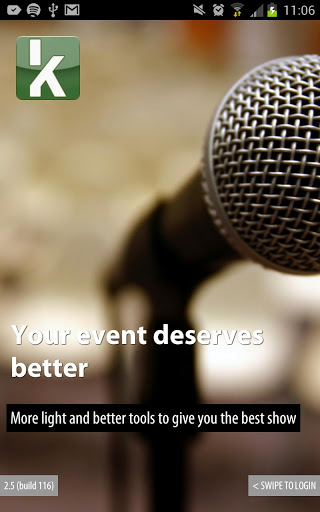 11:06
k
Your event deserves
better
More light and better tools to give you the best show
2.5 (build 116)
< SWIPE TO LOGIN